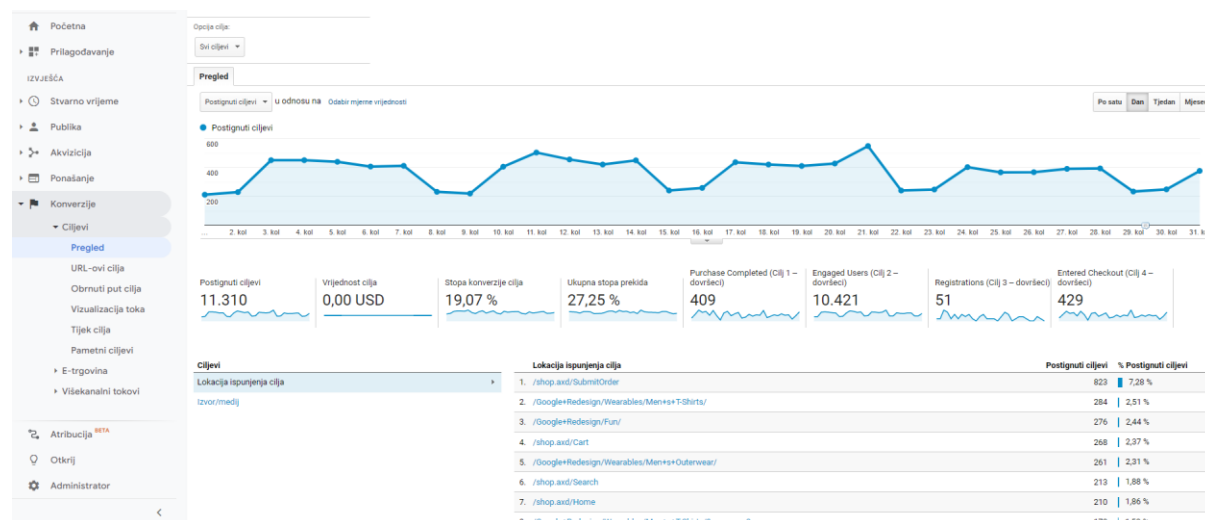 Početna
Prilagođavanje
IZVJEŠĆA
Stvarno vrijeme
Publika
Akvizicija
Ponašanje
Konverzije
Ciljevi
Pregled
URL-ovi cilja
Obrnuti put cilja
Vizualizacija toka
Tijek cilja
Pametni ciljevi
E-trgovina
Višekanalni tokovi
Atribucija BETA
Otkrij
Administrator
Opcija cilja:
Svi ciljevi
Pregled
Postignuti ciljevi u odnosu na Odabir mjerne vrijednosti
Po satu Dan Tjedan
Postignuti ciljevi
600
400
200
... 2. kol 3. kol 4. kol 5. kol 6. kol 7. kol 8. kol 9. kol 10. kol 11. kol 12. kol 13. kol 14. kol 15. kol 16. kol 17. kol 18. kol 19. kol 20. kol 21. kol 22. kol 23. kol 24. kol 25. kol 26. kol 27. kol 28. kol 29. kol 30. kol 31.
Postignuti ciljevi
11.310
Vrijednost cilja
0,00 USD
Stopa konverzije cilja
19,07 %
Ukupna stopa prekida
27,25 %
Purchase Completed (Cilj 1 –
dovršeci)
409
Engaged Users (Cilj 2 –
dovršeci)
10.421
Registrations (Cilj 3 – dovršeci)
51
Entered Checkout (Cilj 4 –
dovršeci)
429
Ciljevi
Lokacija ispunjenja cilja
Izvor/medij
Lokacija ispunjenja cilja Postignuti ciljevi % Postignuti ciljevi
1. /shop.axd/SubmitOrder 823 7,28 %
2. /Google+Redesign/Wearables/Men+s+T-Shirts/ 284 2,51 %
3. /Google+Redesign/Fun/ 276 2,44 %
4. /shop.axd/Cart 268 2,37 %
5. /Google+Redesign/Wearables/Men+s+Outerwear/ 261 2,31 %
6. /shop.axd/Search 213 1,88 %
7. /shop.axd/Home 210 1,86 %